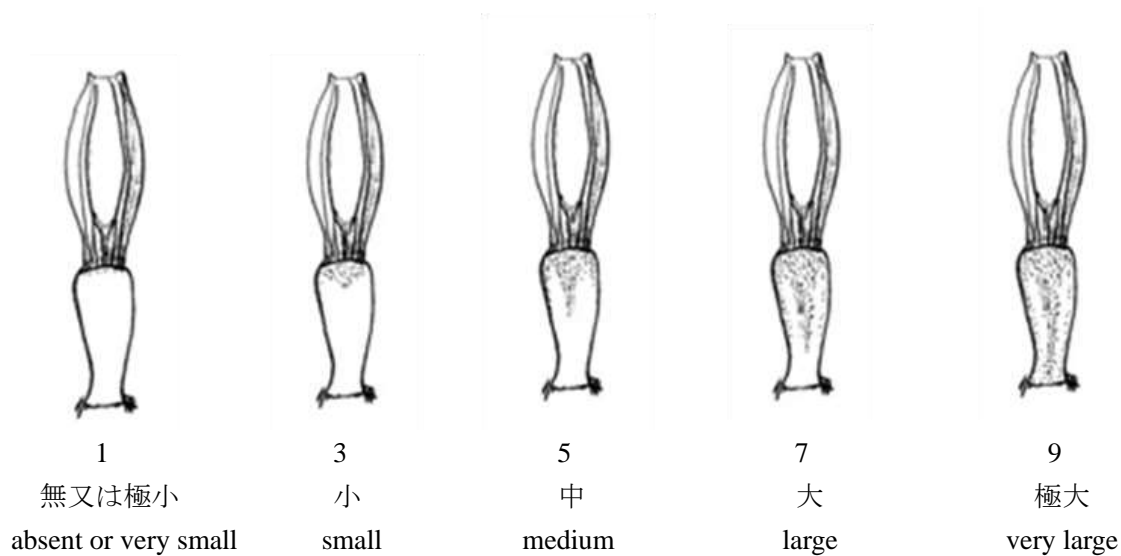 1 3 5 7 9
無又は極小 小 中 大 極大
absent or very small small medium large very large